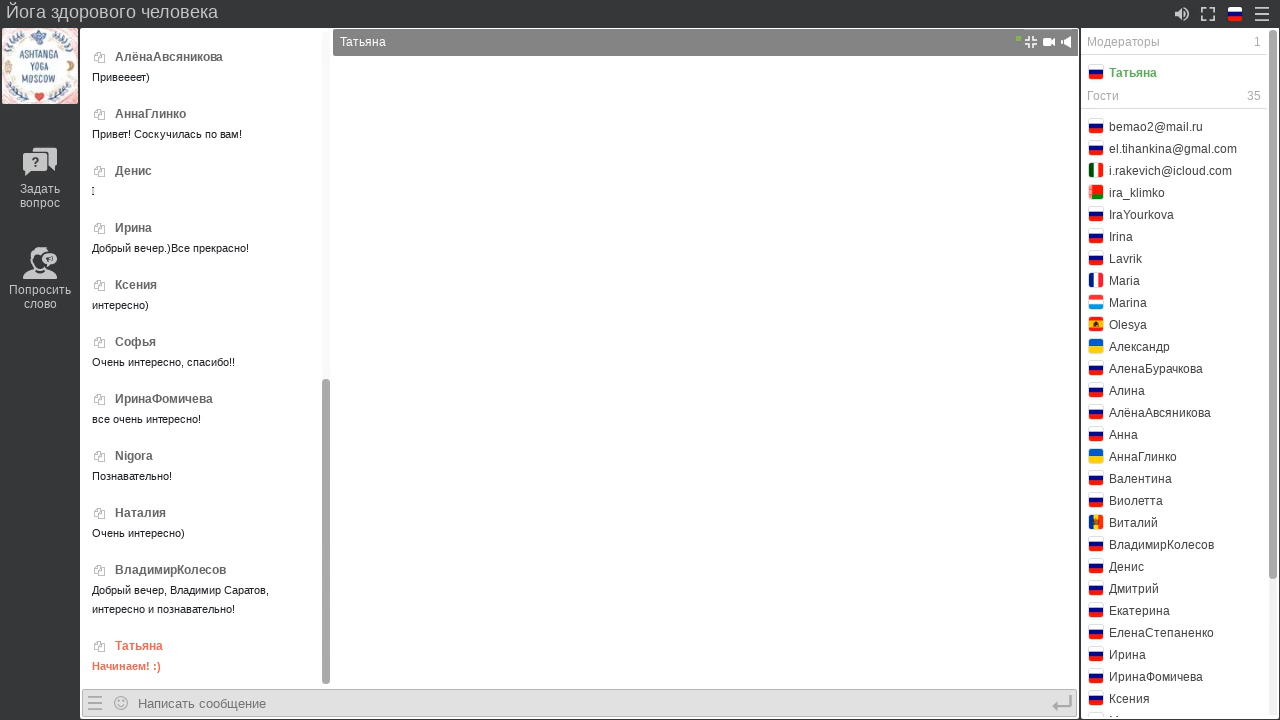 Йога здорового человека
ASHTANGA
YOGA
MOSCOW
Задать
вопрос
Попросить
слово
АлёнаАвсяникова
Привеееет)
АннаГлинко
Привет! Соскучилась по вам!
Денис
Ирина
Добрый вечер.)Все прекрасно!
Ксения
интересно)
Софья
Очень интересно, спасибо!!
ИринаФомичева
все очень интересно!
Nigora
Познавательно!
Наталия
Очень интересно)
ВладимирКолесов
Добрый вечер, Владимир Саратов,
интересно и познавательно!
Татьяна
Начинаем! :)
Написать сообщение
Татьяна
Модераторы 1
Татьяна
Гости 35
bemao2@mail.ru
el.tihankina@gmal.com
i.rakevich@icloud.com
ira_klimko
IraYourkova
Irina
Lavrik
Maria
Marina
Olesya
Александр
АленаБурачкова
Алина
АлёнаАвсяникова
Анна
АннаГлинко
Валентина
Виолетта
Виталий
ВладимирКолесов
Денис
Дмитрий
Екатерина
ЕленаСтепаненко
Ирина
ИринаФомичева
Ксения